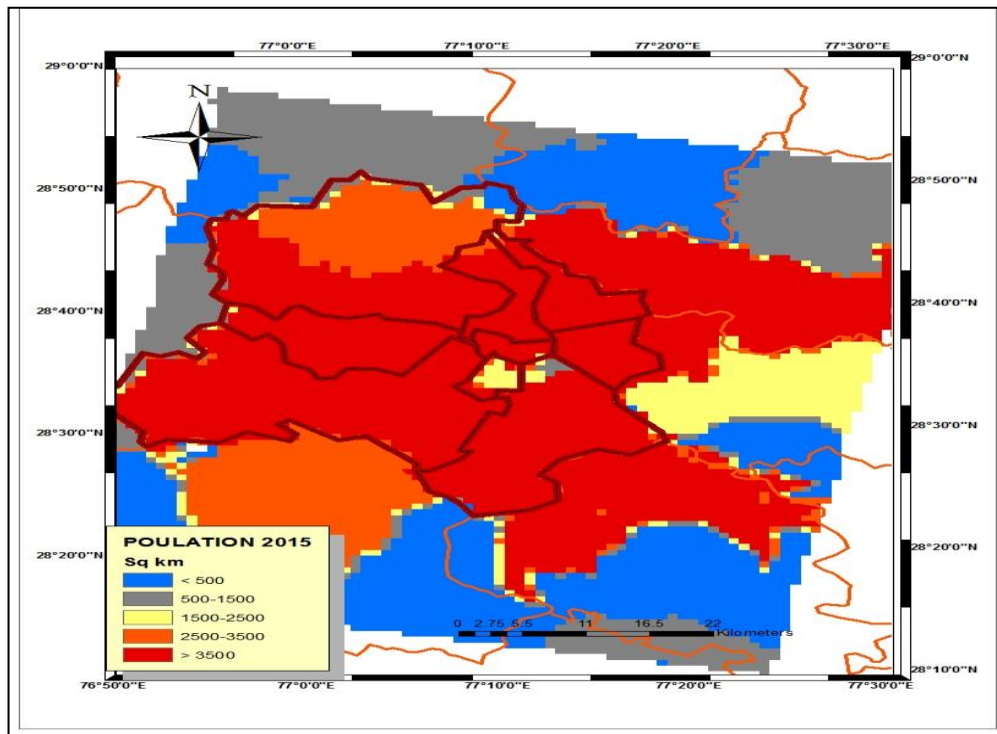 77°0'0"E 77°10'0"E 77°20'0"E 77°30'0"E
29°0'0"N 29°0'0"N
N
28°50'0"N 28°50'0"N
28°40'0"N 28°40'0"N
28°30'0"N 28°30'0"N
28°20'0"N 28°20'0"N
POULATION 2015
Sq km
< 500
500-1500
1500-2500
2500-3500
> 3500
0 2.75 5.5 11 16.5 22
Kilometers
28°10'0"N
76°50'0"E 77°0'0"E 77°10'0"E 77°20'0"E 77°30'0"E